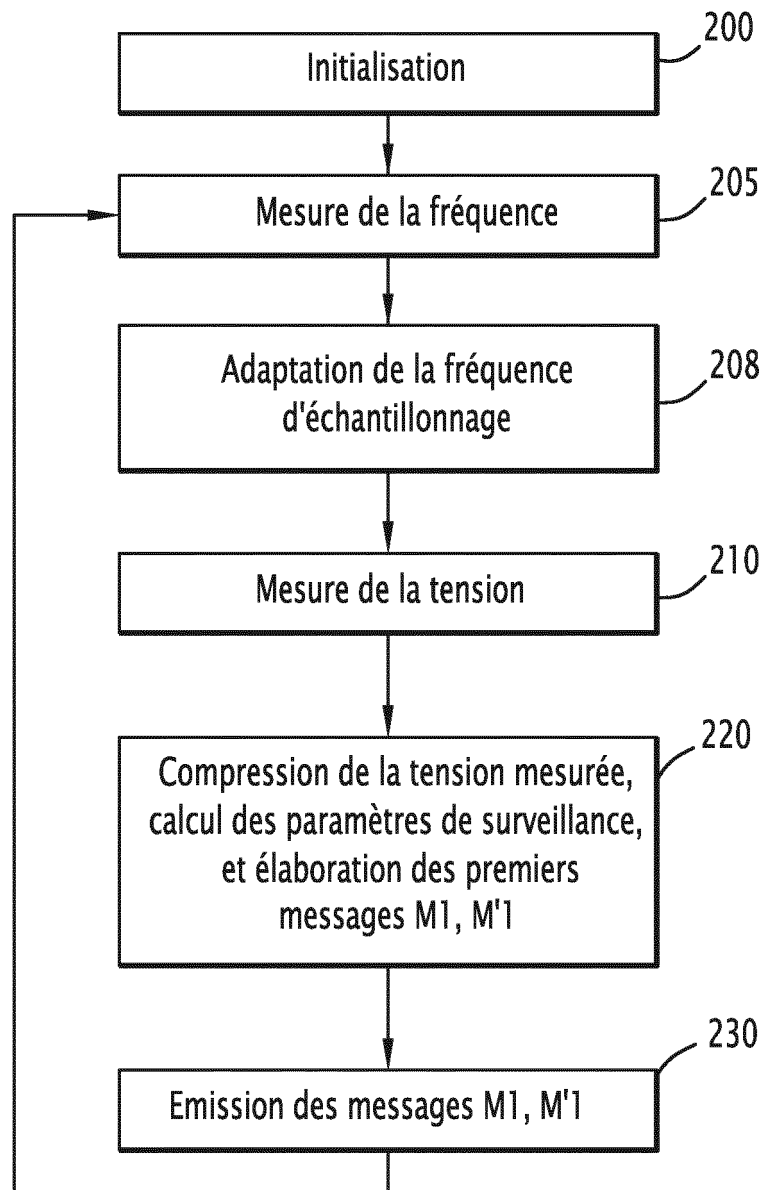 200
Initialisation
205
Mesure de la fréquence
208
Adaptation de la fréquence
d'échantillonnage
210
Mesure de la tension
220
Compression de la tension mesurée,
calcul des paramètres de surveillance,
et élaboration des premiers
messages M1, M'1
230
Emission des messages M1, M'1